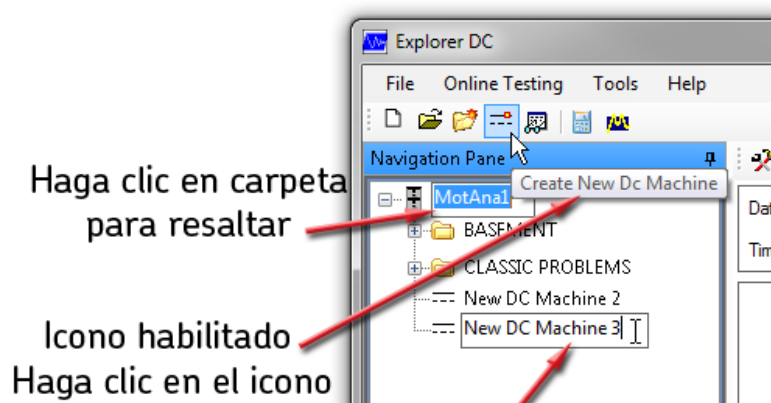 Explorer DC
File Online Testing Tools Help
Navigation Pane
Create New Dc Machine
Haga clic en carpeta
para resaltar
MotAna1
BASEMENT
CLASSIC PROBLEMS
New DC Machine 2
New DC Machine 3
Icono habilitado
Haga clic en el icono